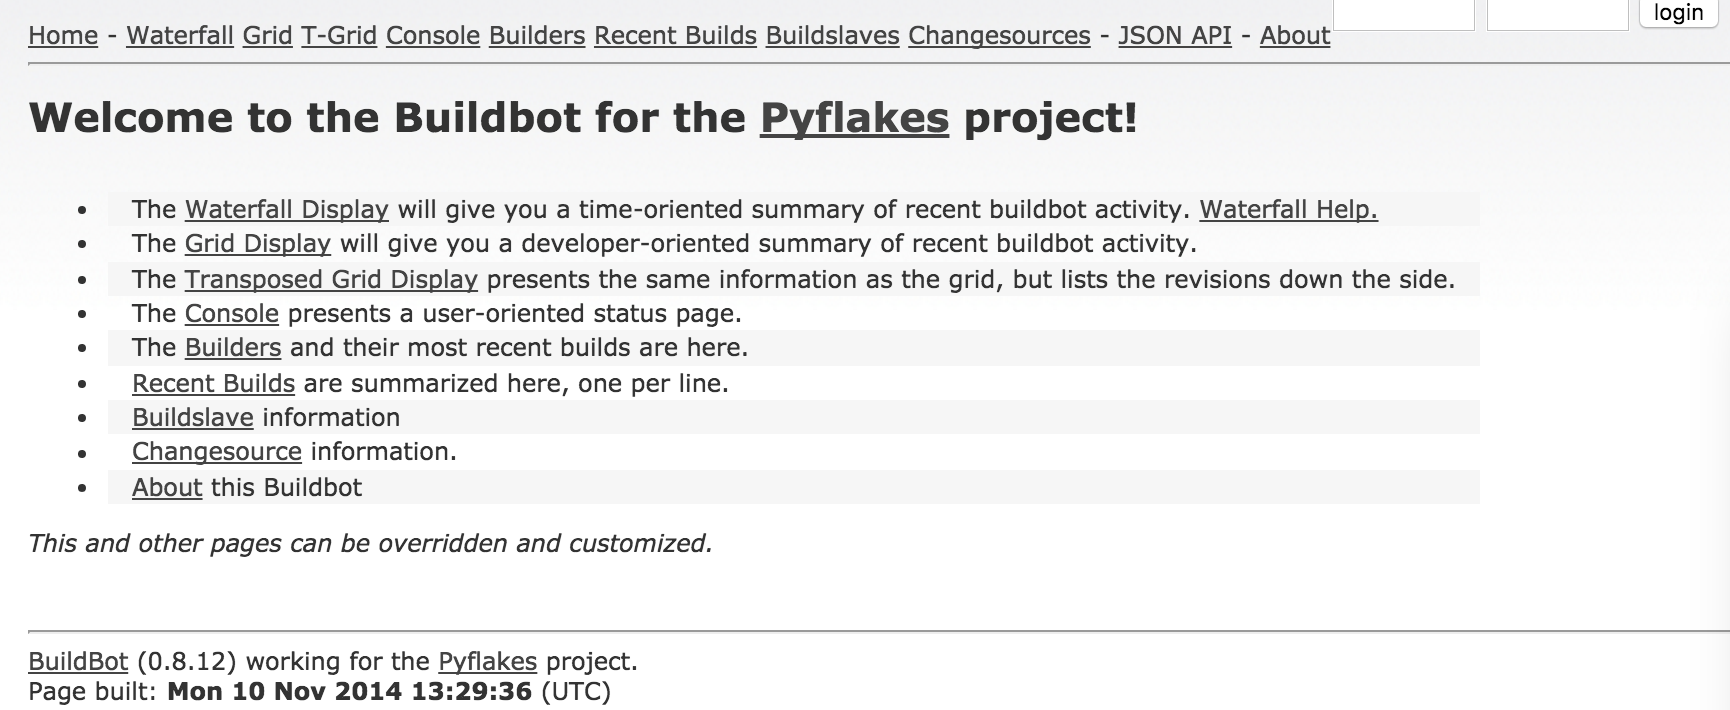 Home - Waterfall Grid T-Grid Console Builders Recent Builds Buildslaves Changesources - JSON API - About login
Welcome to the Buildbot for the Pyflakes project!
• The Waterfall Display will give you a time-oriented summary of recent buildbot activity. Waterfall Help.
• The Grid Display will give you a developer-oriented summary of recent buildbot activity.
• The Transposed Grid Display presents the same information as the grid, but lists the revisions down the side.
• The Console presents a user-oriented status page.
• The Builders and their most recent builds are here.
• Recent Builds are summarized here, one per line.
• Buildslave information
• Changesource information.
• About this Buildbot
This and other pages can be overridden and customized.
BuildBot (0.8.12) working for the Pyflakes project.
Page built: Mon 10 Nov 2014 13:29:36 (UTC)